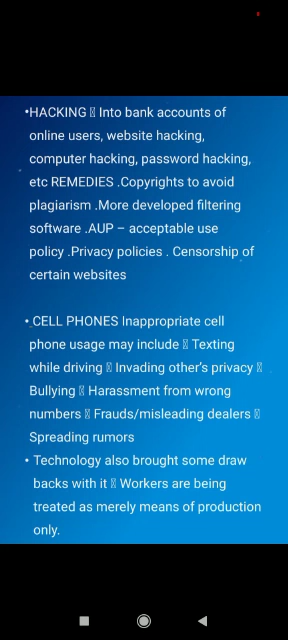 •HACKING  Into bank accounts of
online users, website hacking,
computer hacking, password hacking,
etc REMEDIES .Copyrights to avoid
plagiarism .More developed filtering
software .AUP – acceptable use
policy .Privacy policies . Censorship of
certain websites
• CELL PHONES Inappropriate cell
phone usage may include  Texting
while driving  Invading other's privacy 
Bullying  Harassment from wrong
numbers  Frauds/misleading dealers 
Spreading rumors
• Technology also brought some draw
backs with it  Workers are being
treated as merely means of production
only.